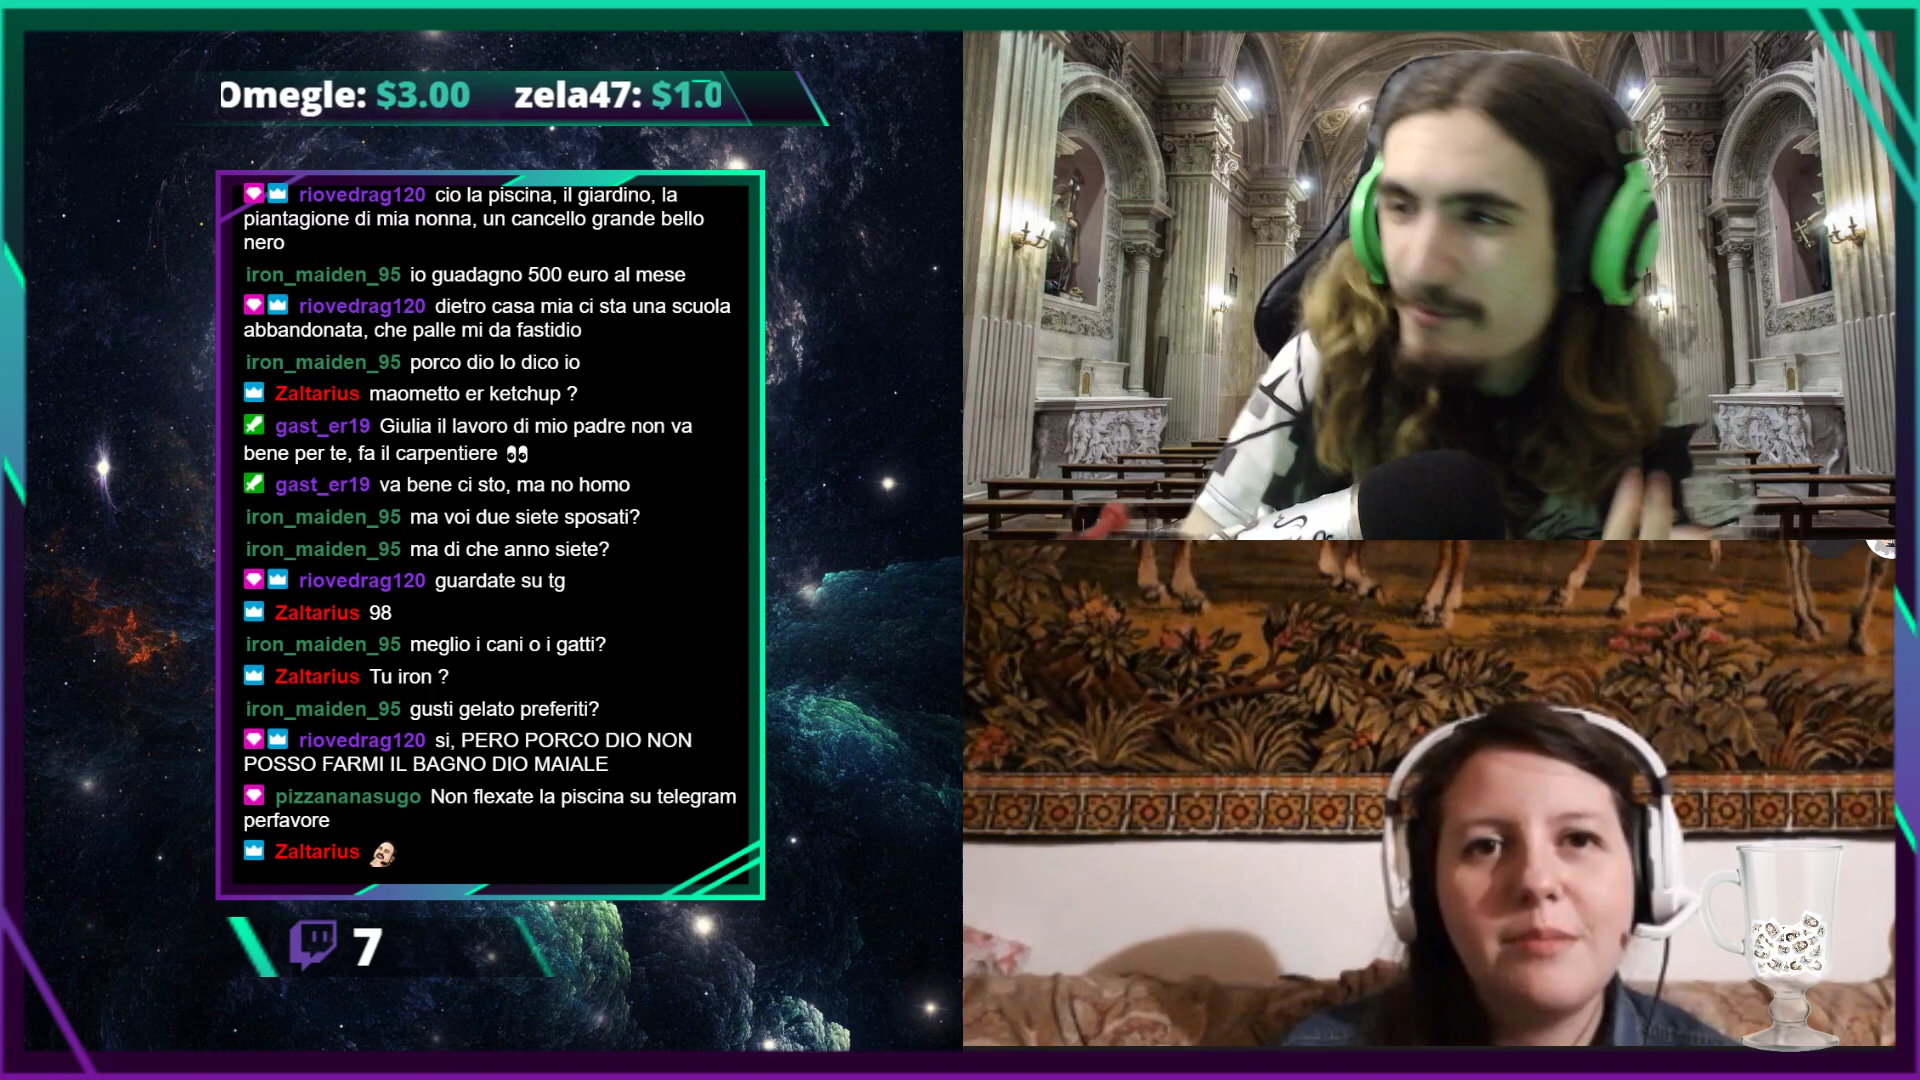 Omegle: $3.00 zela47: $1.0
riovedrag120 cio la piscina, il giardino, la
piantagione di mia nonna, un cancello grande bello
nero
iron_maiden_95 io guadagno 500 euro al mese
riovedrag120 dietro casa mia ci sta una scuola
abbandonata, che palle mi da fastidio
iron_maiden_95 porco dio lo dico io
Zaltarius maometto er ketchup ?
gast_er19 Giulia il lavoro di mio padre non va
bene per te, fa il carpentiere 👀
gast_er19 va bene ci sto, ma no homo
iron_maiden_95 ma voi due siete sposati?
iron_maiden_95 ma di che anno siete?
riovedrag120 guardate su tg
Zaltarius 98
iron_maiden_95 meglio i cani o i gatti?
Zaltarius Tu iron ?
iron_maiden_95 gusti gelato preferiti?
riovedrag120 si, PERO PORCO DIO NON
POSSO FARMI IL BAGNO DIO MAIALE
pizzananasugo Non flexate la piscina su telegram
perfavore
Zaltarius
7